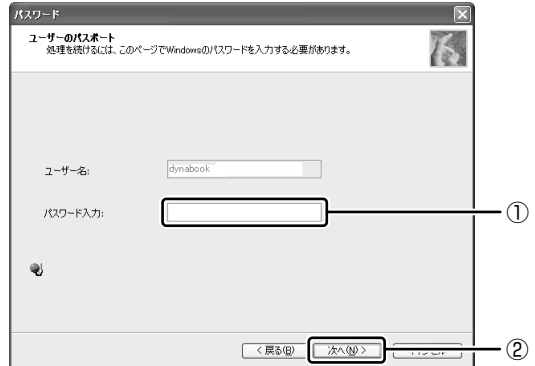 パスワード
ユーザーのパスポート
処理を続けるには、このページでWindowsのパスワードを入力する必要があります。
ユーザー名:
dynabook
パスワード入力:
①
< 戻る(B)
次へ(N) >
②